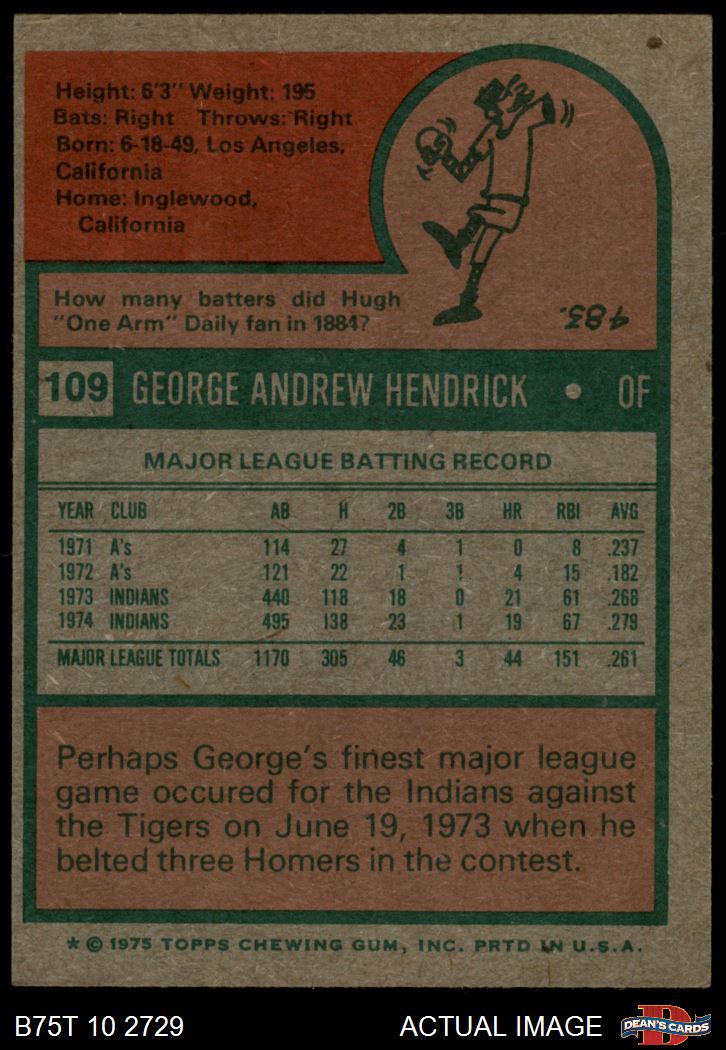 Height: 6'3" Weight: 195
Bats: Right Throws: Right
Born: 6-18-49, Los Angeles,
California
Home: Inglewood,
California
How many batters did Hugh
"One Arm" Daily fan in 1884?
483.
109 GEORGE ANDREW HENDRICK • OF
MAJOR LEAGUE BATTING RECORD
YEAR CLUB AB H 2B 3B HR RBI AVG
1971 A's 114 27 4 1 0 8 .237
1972 A's 121 22 1 1 4 15 .182
1973 INDIANS 440 118 18 0 21 61 .268
1974 INDIANS 495 138 23 1 19 67 .279
MAJOR LEAGUE TOTALS 1170 305 46 3 44 151 .261
Perhaps George's finest major league
game occured for the Indians against
the Tigers on June 19, 1973 when he
belted three Homers in the contest.
* © 1975 TOPPS CHEWING GUM, INC. PRTD IN U.S.A.
B75T 10 2729 ACTUAL IMAGE
D
DEAN'S CARDS